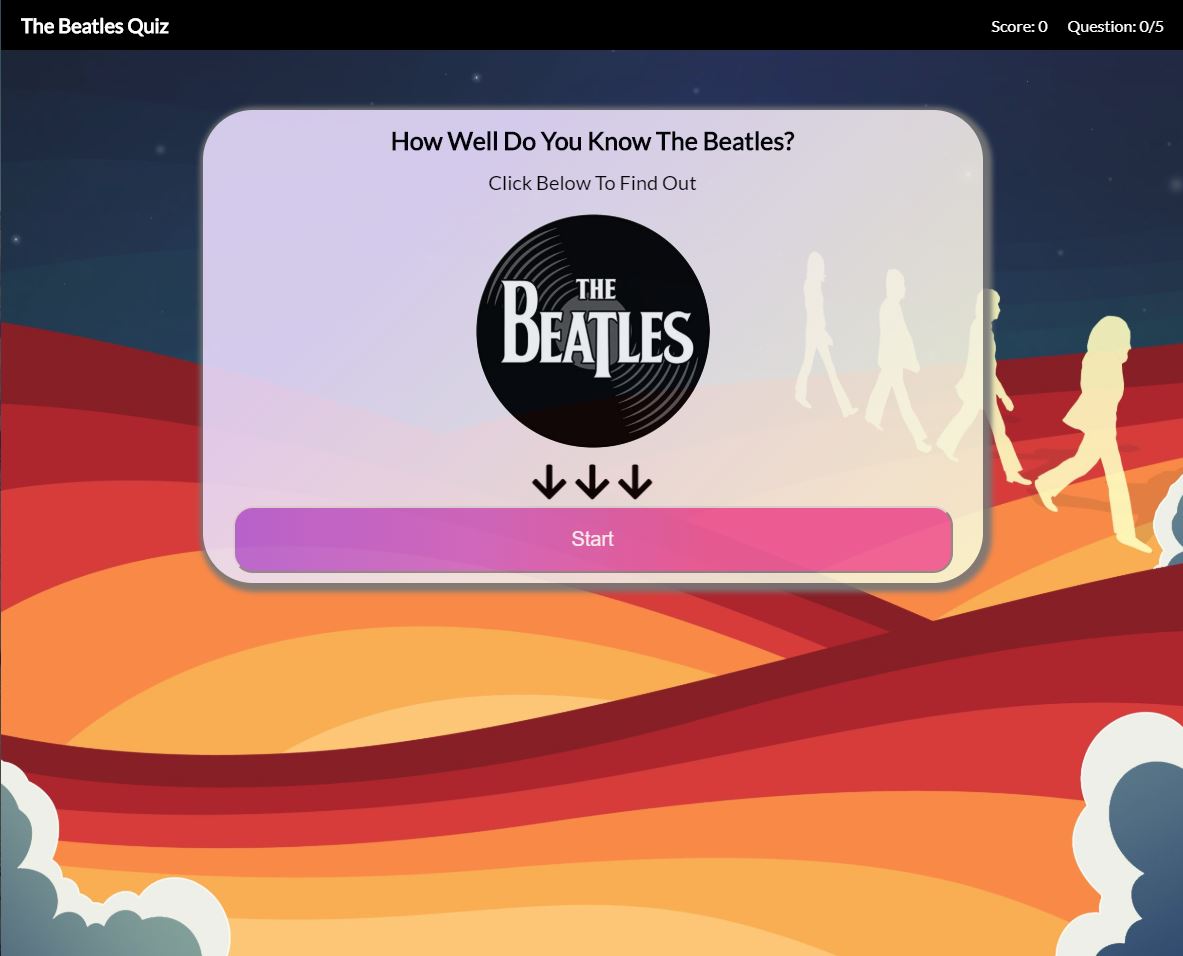 The Beatles Quiz
Score: 0 Question: 0/5
How Well Do You Know The Beatles?
Click Below To Find Out
THE
BEATLES
Start